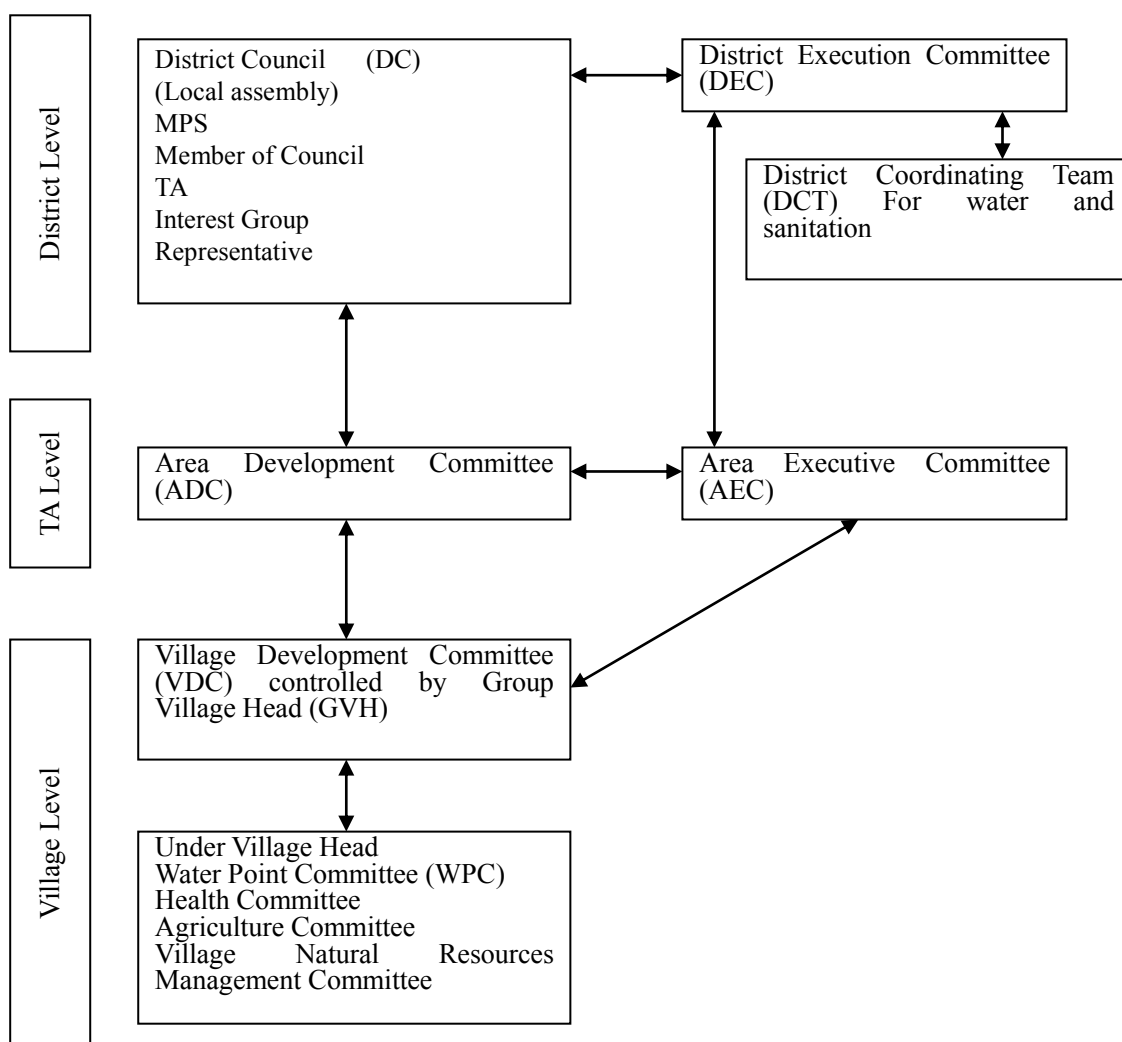 District Level
District Council (DC)
(Local assembly)
MPS
Member of Council
TA
Interest Group
Representative
District Execution Committee
(DEC)
District Coordinating Team
(DCT) For water and
sanitation
TA Level
Area Development Committee
(ADC)
Area Executive Committee
(AEC)
Village Level
Village Development Committee
(VDC) controlled by Group
Village Head (GVH)
Under Village Head
Water Point Committee (WPC)
Health Committee
Agriculture Committee
Village Natural Resources
Management Committee